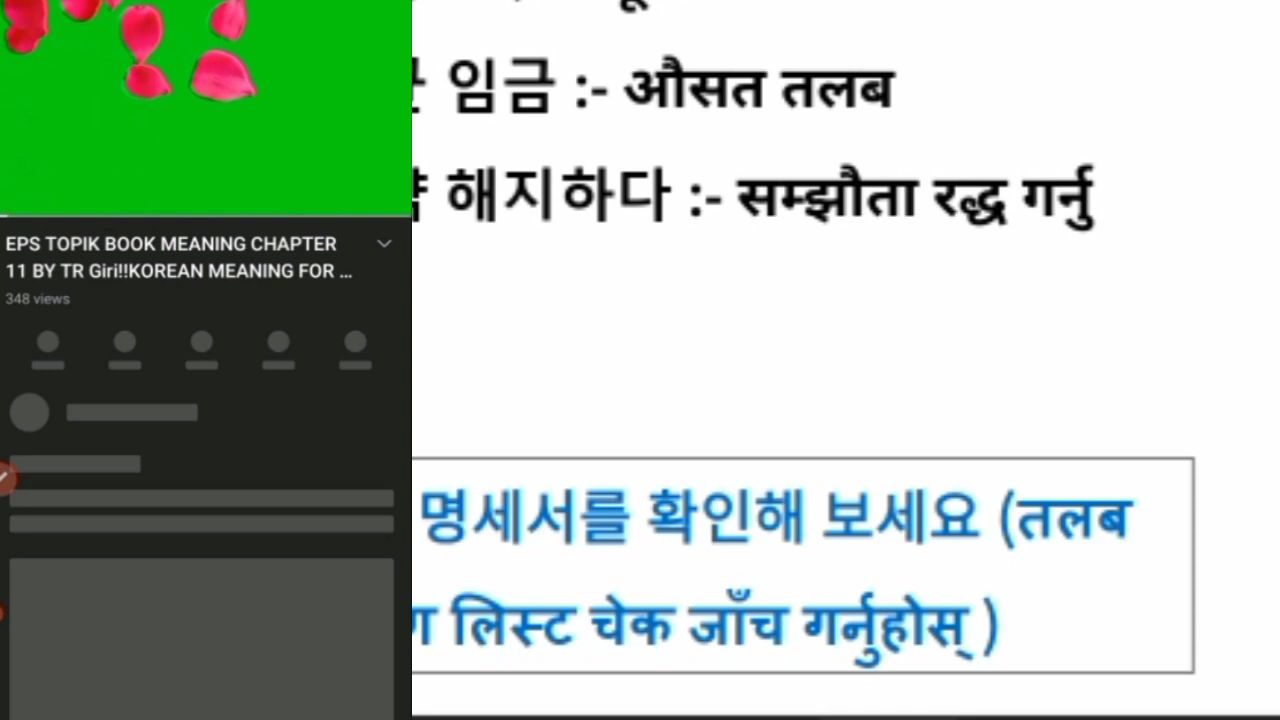 임금 :- औसत तलब
해지하다 :- सम्झौता रद्ध गर्नु
EPS TOPIK BOOK MEANING CHAPTER
11 BY TR Giri!!KOREAN MEANING FOR ...
348 views
명세서를 확인해 보세요 (तलब
लिस्ट चेक जाँच गर्नुहोस् )